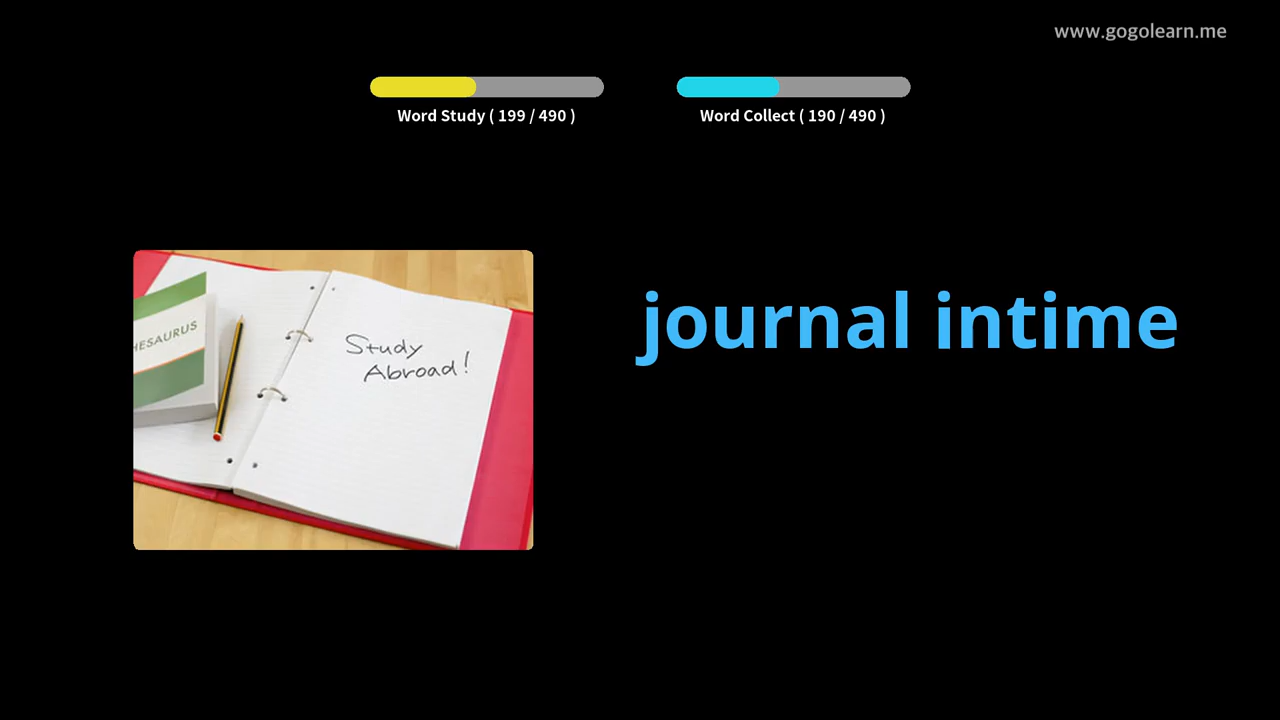 www.gogolearn.me
Word Study ( 199 / 490 )
Word Collect ( 190 / 490 )
HESAURUS
Study
Abroad!
journal intime